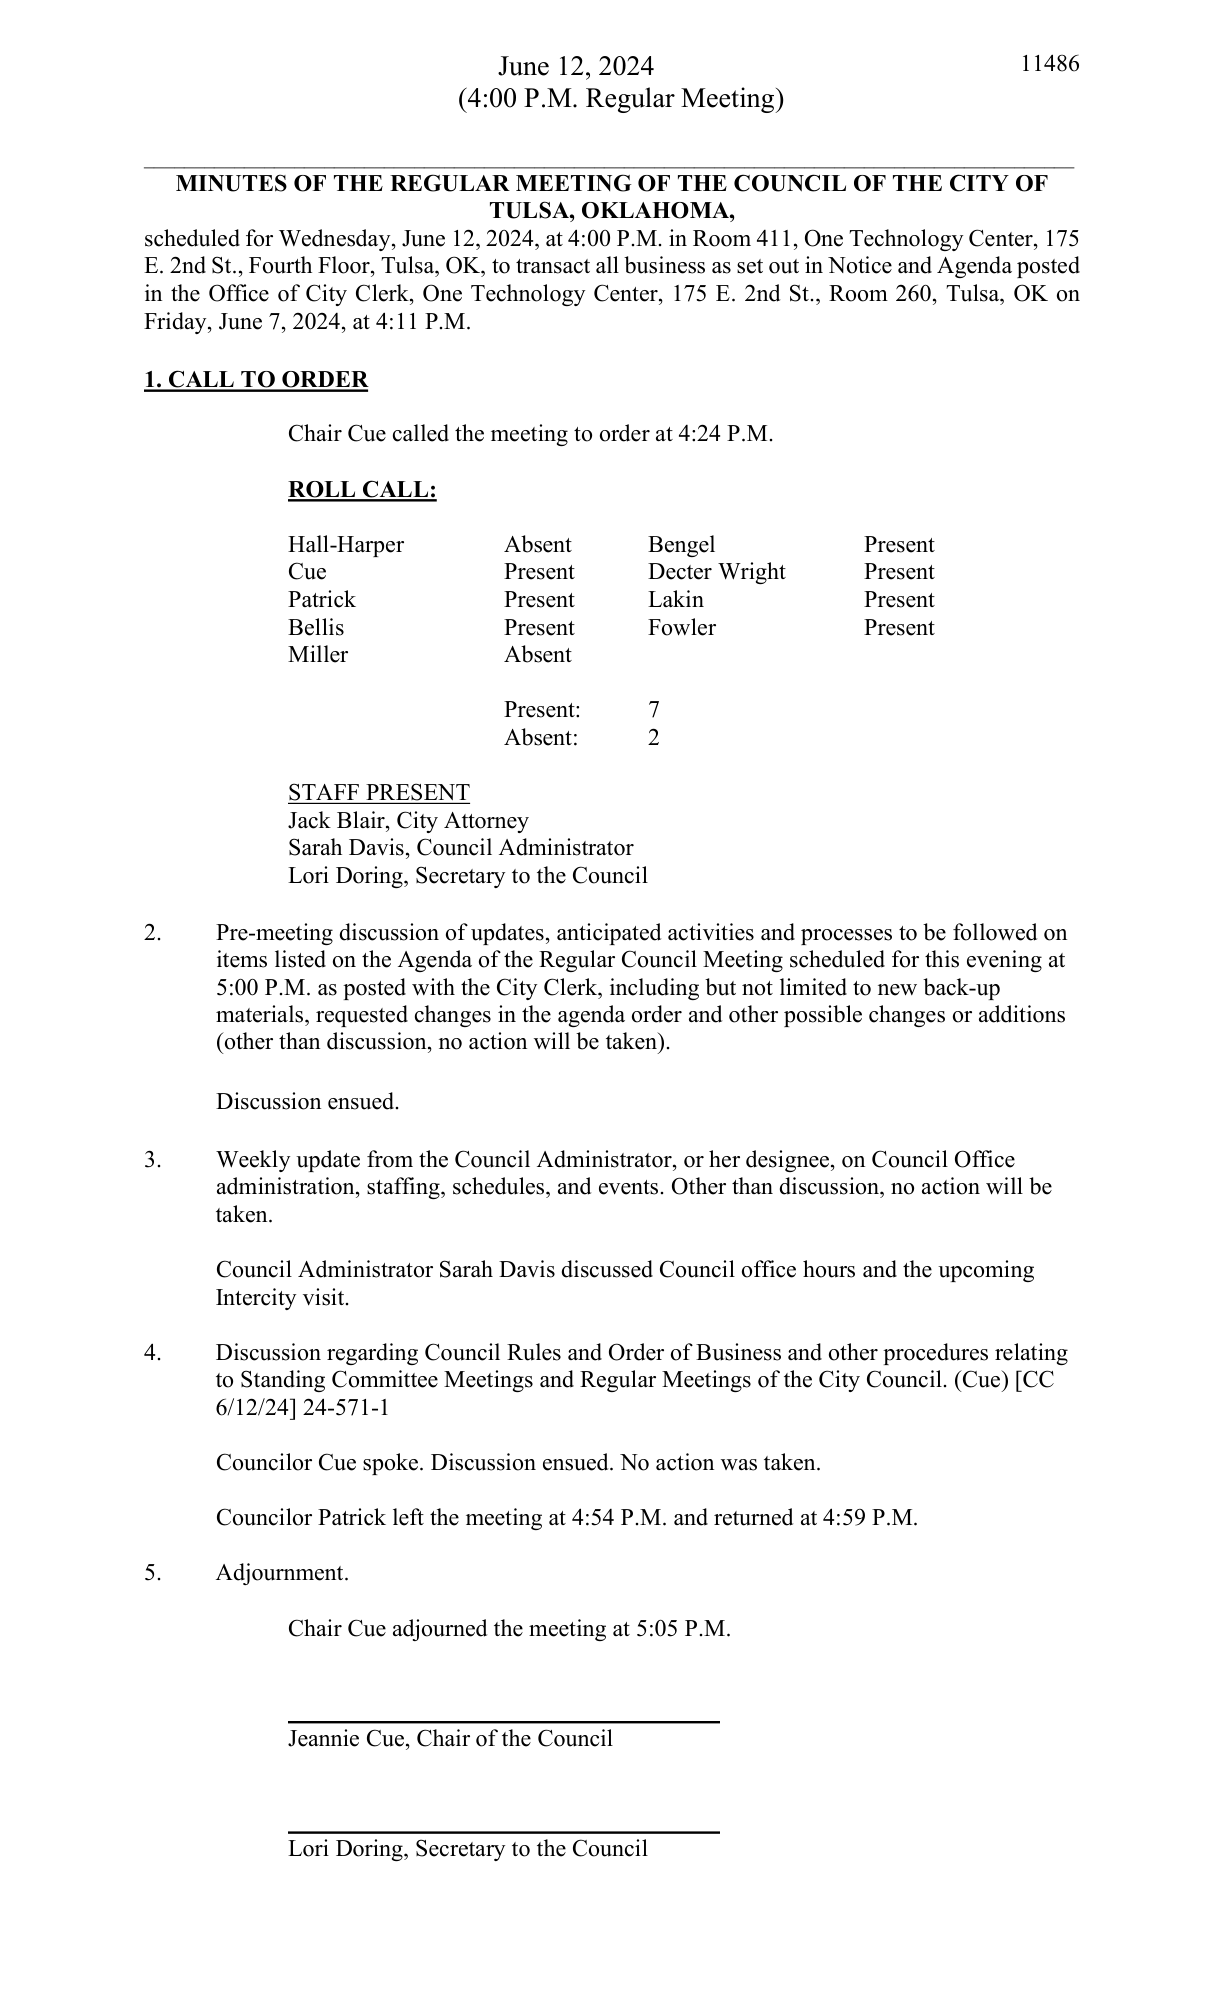 June 12, 2024 11486
(4:00 P.M. Regular Meeting)
MINUTES OF THE REGULAR MEETING OF THE COUNCIL OF THE CITY OF
TULSA, OKLAHOMA,
scheduled for Wednesday, June 12, 2024, at 4:00 P.M. in Room 411, One Technology Center, 175
E. 2nd St., Fourth Floor, Tulsa, OK, to transact all business as set out in Notice and Agenda posted
in the Office of City Clerk, One Technology Center, 175 E. 2nd St., Room 260, Tulsa, OK on
Friday, June 7, 2024, at 4:11 P.M.
1. CALL TO ORDER
Chair Cue called the meeting to order at 4:24 P.M.
ROLL CALL:
Hall-Harper Absent Bengel Present
Cue Present Decter Wright Present
Patrick Present Lakin Present
Bellis Present Fowler Present
Miller Absent
Present: 7
Absent: 2
STAFF PRESENT
Jack Blair, City Attorney
Sarah Davis, Council Administrator
Lori Doring, Secretary to the Council
2. Pre-meeting discussion of updates, anticipated activities and processes to be followed on
items listed on the Agenda of the Regular Council Meeting scheduled for this evening at
5:00 P.M. as posted with the City Clerk, including but not limited to new back-up
materials, requested changes in the agenda order and other possible changes or additions
(other than discussion, no action will be taken).
Discussion ensued.
3. Weekly update from the Council Administrator, or her designee, on Council Office
administration, staffing, schedules, and events. Other than discussion, no action will be
taken.
Council Administrator Sarah Davis discussed Council office hours and the upcoming
Intercity visit.
4. Discussion regarding Council Rules and Order of Business and other procedures relating
to Standing Committee Meetings and Regular Meetings of the City Council. (Cue) [CC
6/12/24] 24-571-1
Councilor Cue spoke. Discussion ensued. No action was taken.
Councilor Patrick left the meeting at 4:54 P.M. and returned at 4:59 P.M.
5. Adjournment.
Chair Cue adjourned the meeting at 5:05 P.M.
Jeannie Cue, Chair of the Council
Lori Doring, Secretary to the Council